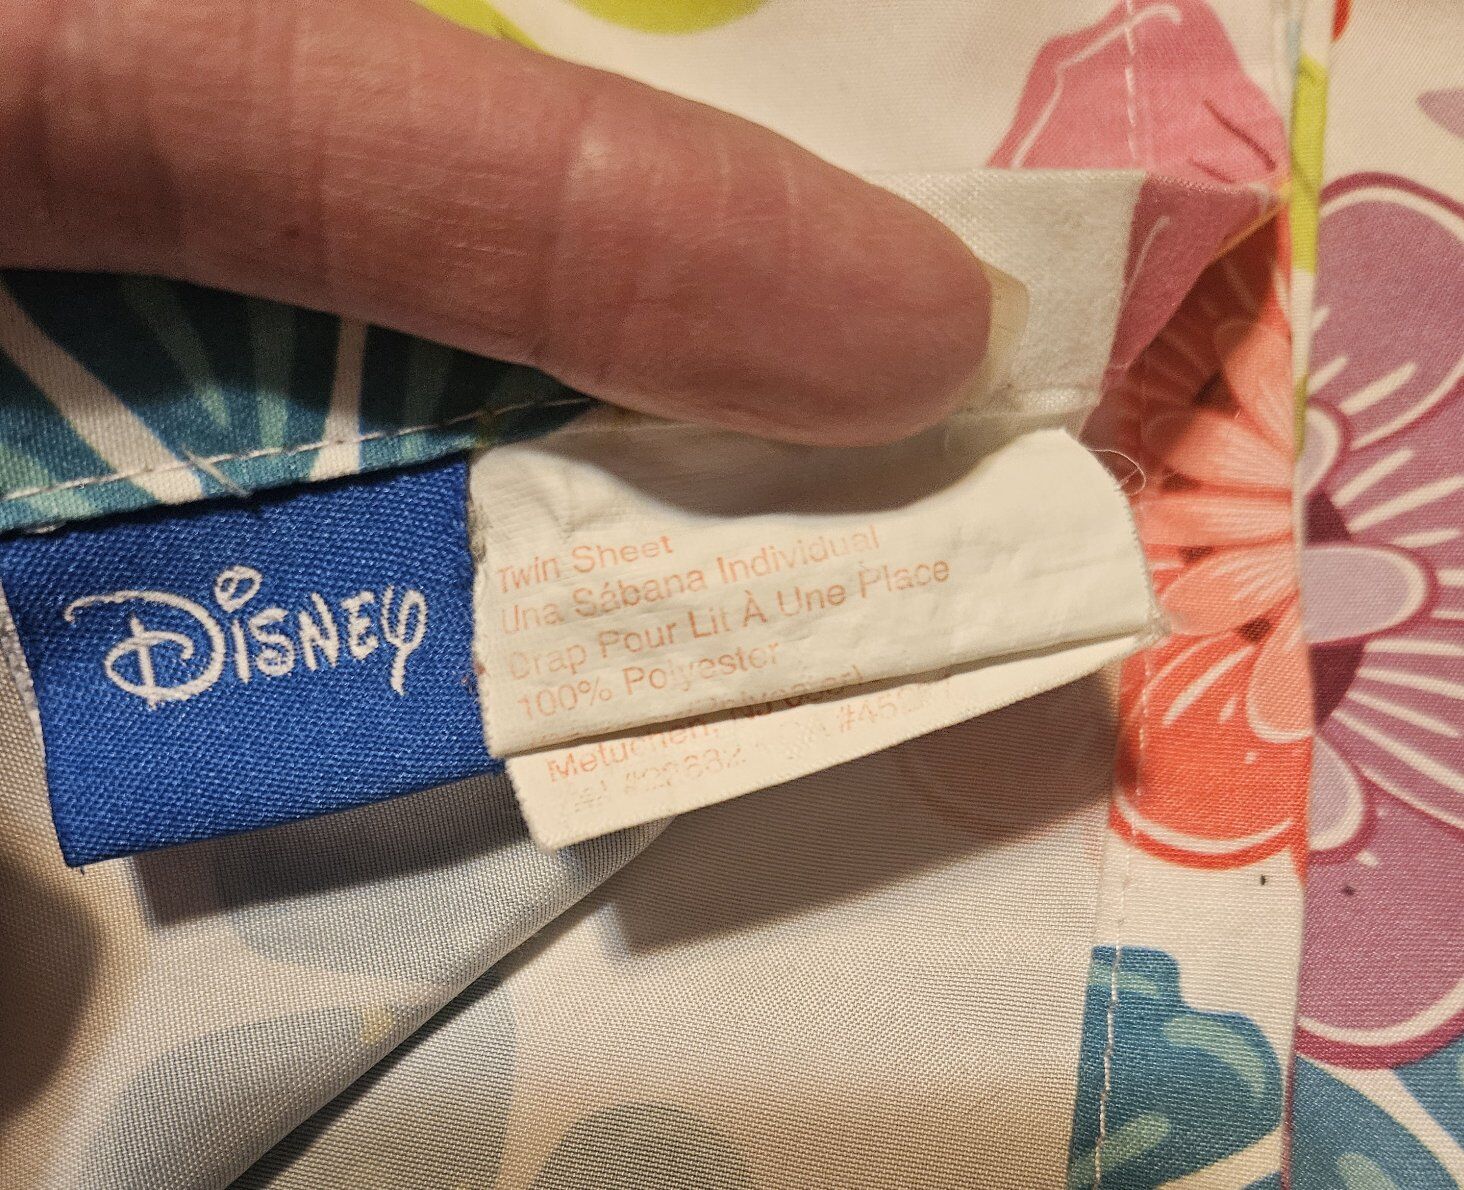 Disney
Twin Sheet
Una Sábana Individual
Drap Pour Lit À Une Place
100% Polyester
Metuchen,